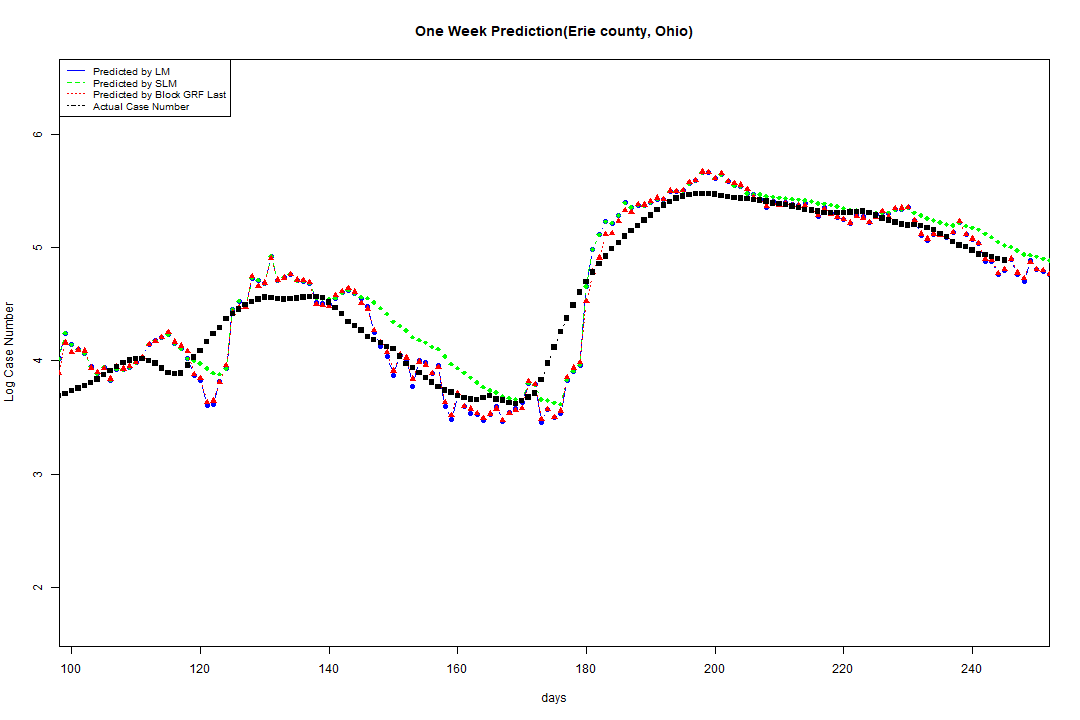 One Week Prediction(Erie county, Ohio)
Predicted by LM
Predicted by SLM
Predicted by Block GRF Last
Actual Case Number
Log Case Number
6
5
4
3
2
100 120 140 160 180 200 220 240
days